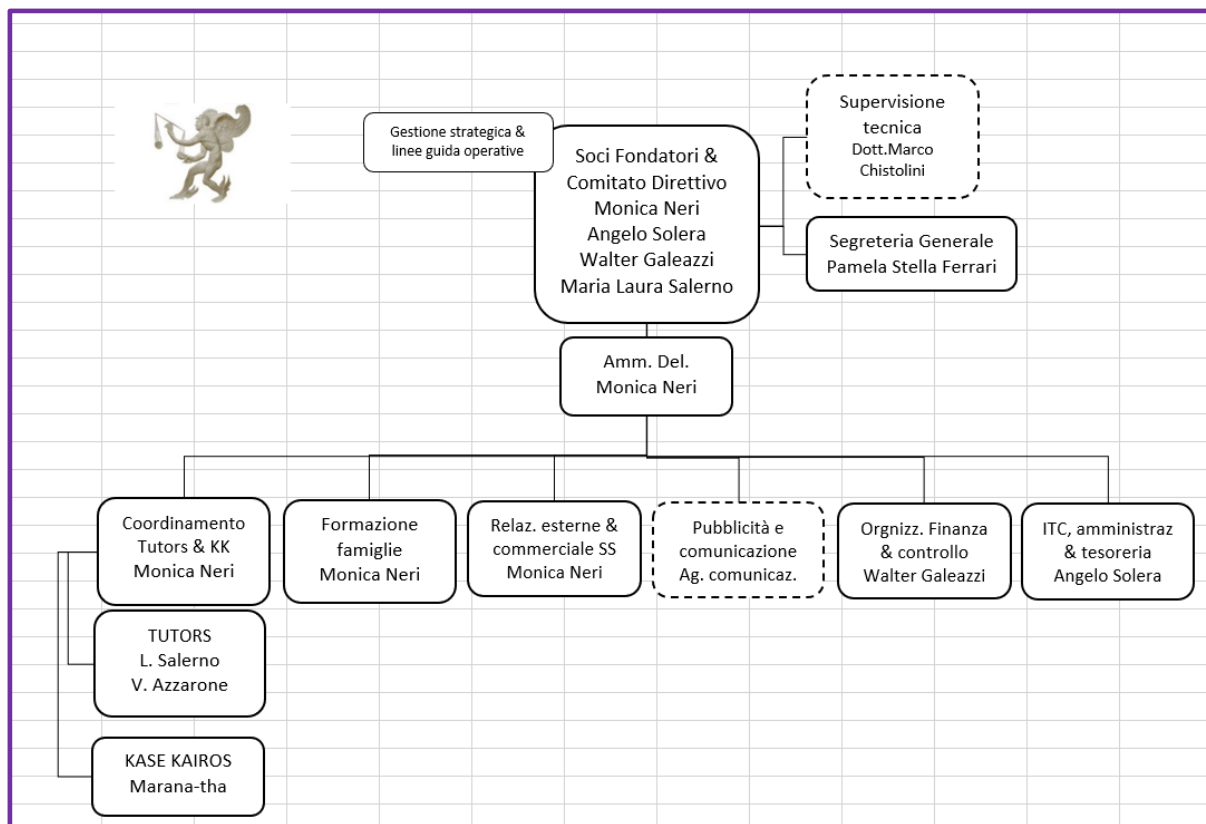 Gestione strategica &
linee guida operative
Soci Fondatori &
Comitato Direttivo
Monica Neri
Angelo Solera
Walter Galeazzi
Maria Laura Salerno
Supervisione
tecnica
Dott.Marco
Chistolini
Segreteria Generale
Pamela Stella Ferrari
Amm. Del.
Monica Neri
Coordinamento
Tutors & KK
Monica Neri
Formazione
famiglie
Monica Neri
Relaz. esterne &
commerciale SS
Monica Neri
Pubblicità e
comunicazione
Ag. comunicaz.
Orgnizz. Finanza
& controllo
Walter Galeazzi
ITC, amministraz
& tesoreria
Angelo Solera
TUTORS
L. Salerno
V. Azzarone
KASE KAIROS
Marana-tha